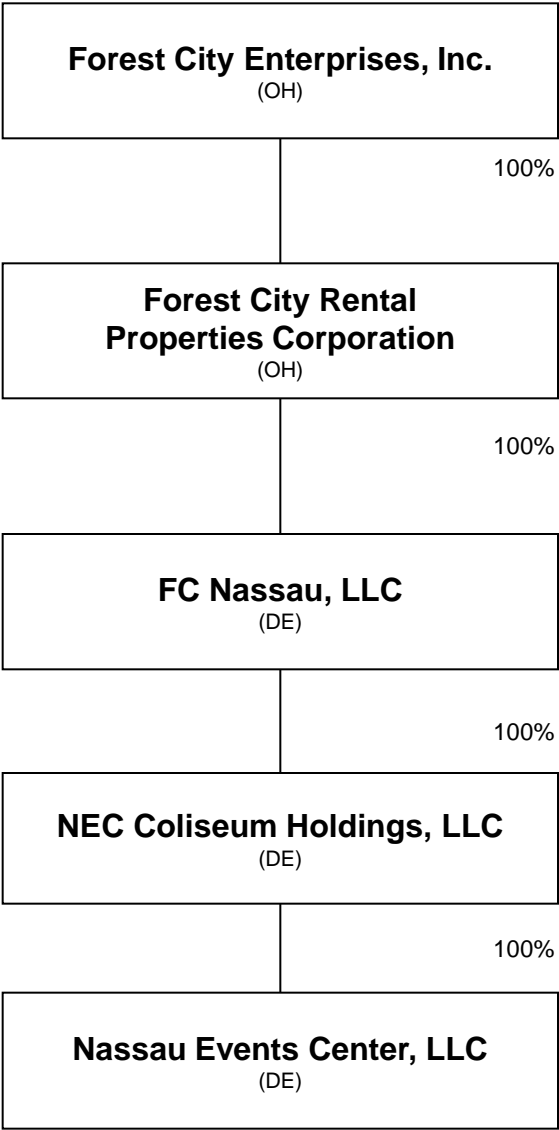 Forest City Enterprises, Inc.
(OH)
100%
Forest City Rental
Properties Corporation
(OH)
100%
FC Nassau, LLC
(DE)
100%
NEC Coliseum Holdings, LLC
(DE)
100%
Nassau Events Center, LLC
(DE)